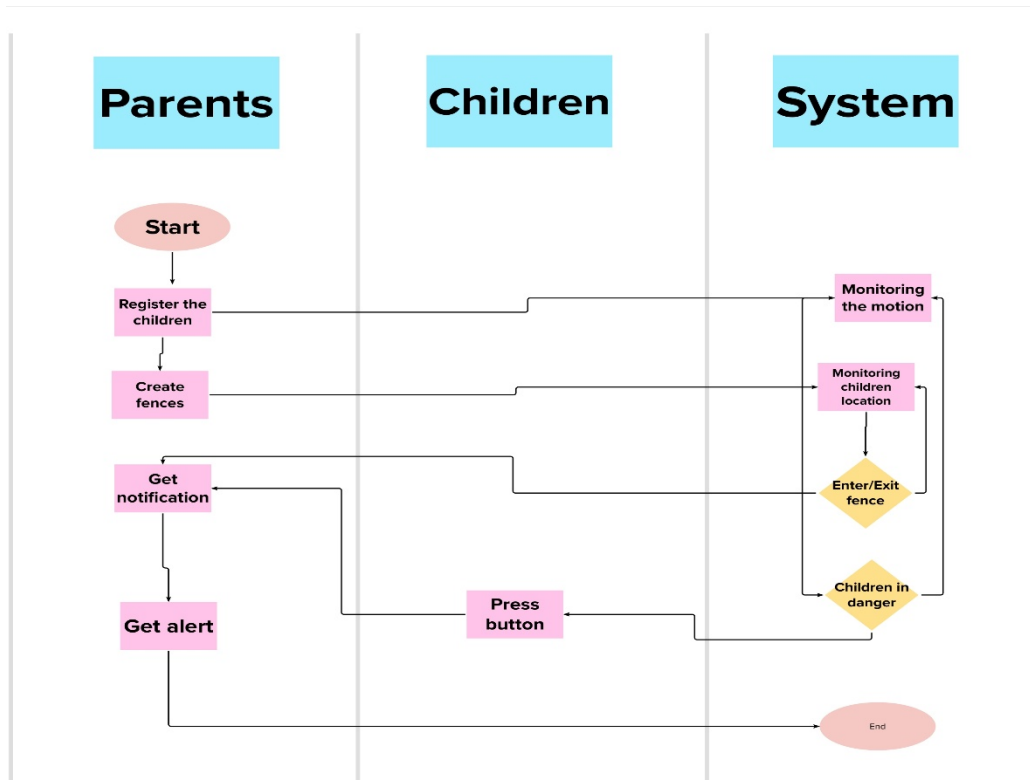 Parents
Children
System
Start
Register the
children
Monitoring
the motion
Create
fences
Monitoring
children
location
Get
notification
Enter/Exit
fence
Children in
danger
Press
button
Get alert
End